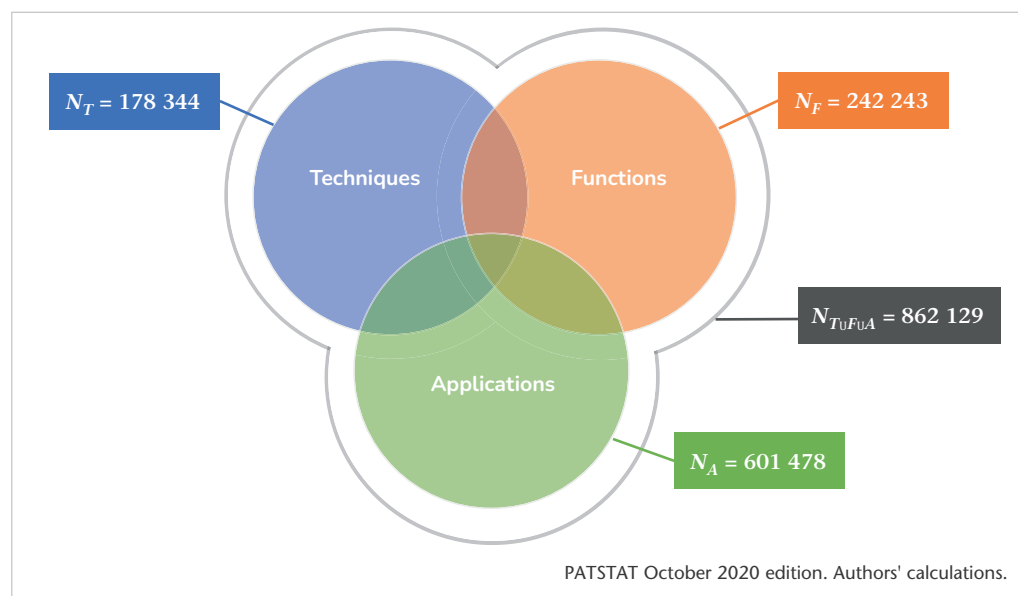 N_T = 178 344
N_F = 242 243
Techniques
Functions
N_{T∪F∪A} = 862 129
Applications
N_A = 601 478
PATSTAT October 2020 edition. Authors' calculations.